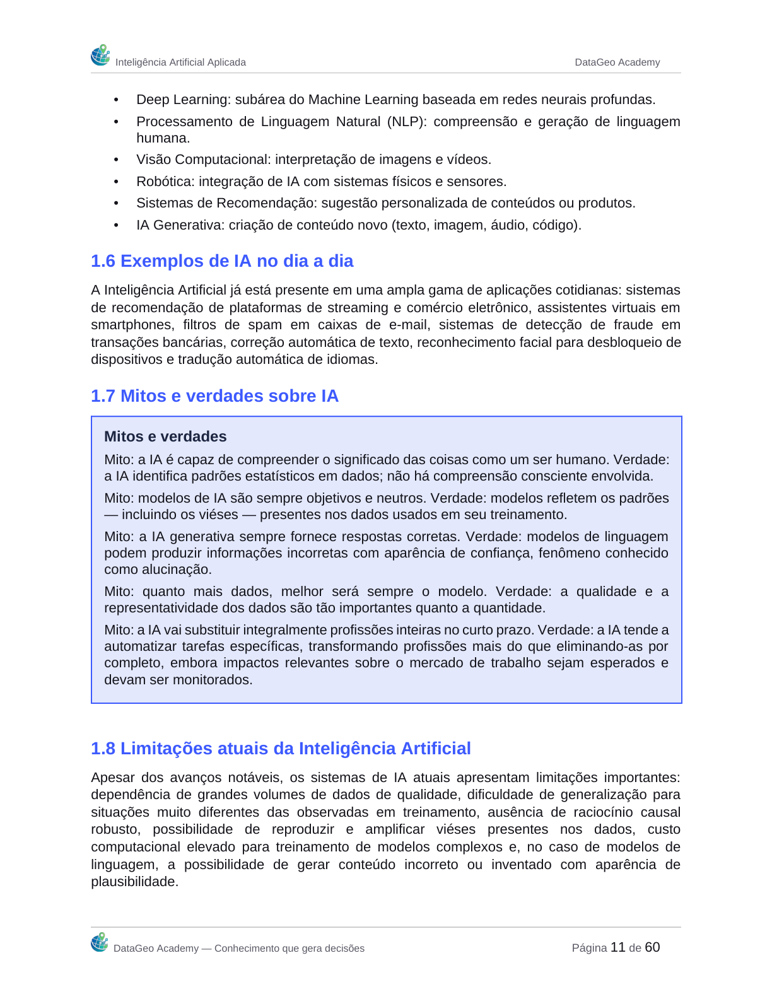 Inteligência Artificial Aplicada DataGeo Academy
• Deep Learning: subárea do Machine Learning baseada em redes neurais profundas.
• Processamento de Linguagem Natural (NLP): compreensão e geração de linguagem
humana.
• Visão Computacional: interpretação de imagens e vídeos.
• Robótica: integração de IA com sistemas físicos e sensores.
• Sistemas de Recomendação: sugestão personalizada de conteúdos ou produtos.
• IA Generativa: criação de conteúdo novo (texto, imagem, áudio, código).
1.6 Exemplos de IA no dia a dia
A Inteligência Artificial já está presente em uma ampla gama de aplicações cotidianas: sistemas
de recomendação de plataformas de streaming e comércio eletrônico, assistentes virtuais em
smartphones, filtros de spam em caixas de e-mail, sistemas de detecção de fraude em
transações bancárias, correção automática de texto, reconhecimento facial para desbloqueio de
dispositivos e tradução automática de idiomas.
1.7 Mitos e verdades sobre IA
Mitos e verdades
Mito: a IA é capaz de compreender o significado das coisas como um ser humano. Verdade:
a IA identifica padrões estatísticos em dados; não há compreensão consciente envolvida.
Mito: modelos de IA são sempre objetivos e neutros. Verdade: modelos refletem os padrões
— incluindo os viéses — presentes nos dados usados em seu treinamento.
Mito: a IA generativa sempre fornece respostas corretas. Verdade: modelos de linguagem
podem produzir informações incorretas com aparência de confiança, fenômeno conhecido
como alucinação.
Mito: quanto mais dados, melhor será sempre o modelo. Verdade: a qualidade e a
representatividade dos dados são tão importantes quanto a quantidade.
Mito: a IA vai substituir integralmente profissões inteiras no curto prazo. Verdade: a IA tende a
automatizar tarefas específicas, transformando profissões mais do que eliminando-as por
completo, embora impactos relevantes sobre o mercado de trabalho sejam esperados e
devam ser monitorados.
1.8 Limitações atuais da Inteligência Artificial
Apesar dos avanços notáveis, os sistemas de IA atuais apresentam limitações importantes:
dependência de grandes volumes de dados de qualidade, dificuldade de generalização para
situações muito diferentes das observadas em treinamento, ausência de raciocínio causal
robusto, possibilidade de reproduzir e amplificar viéses presentes nos dados, custo
computacional elevado para treinamento de modelos complexos e, no caso de modelos de
linguagem, a possibilidade de gerar conteúdo incorreto ou inventado com aparência de
plausibilidade.
DataGeo Academy — Conhecimento que gera decisões Página 11 de 60